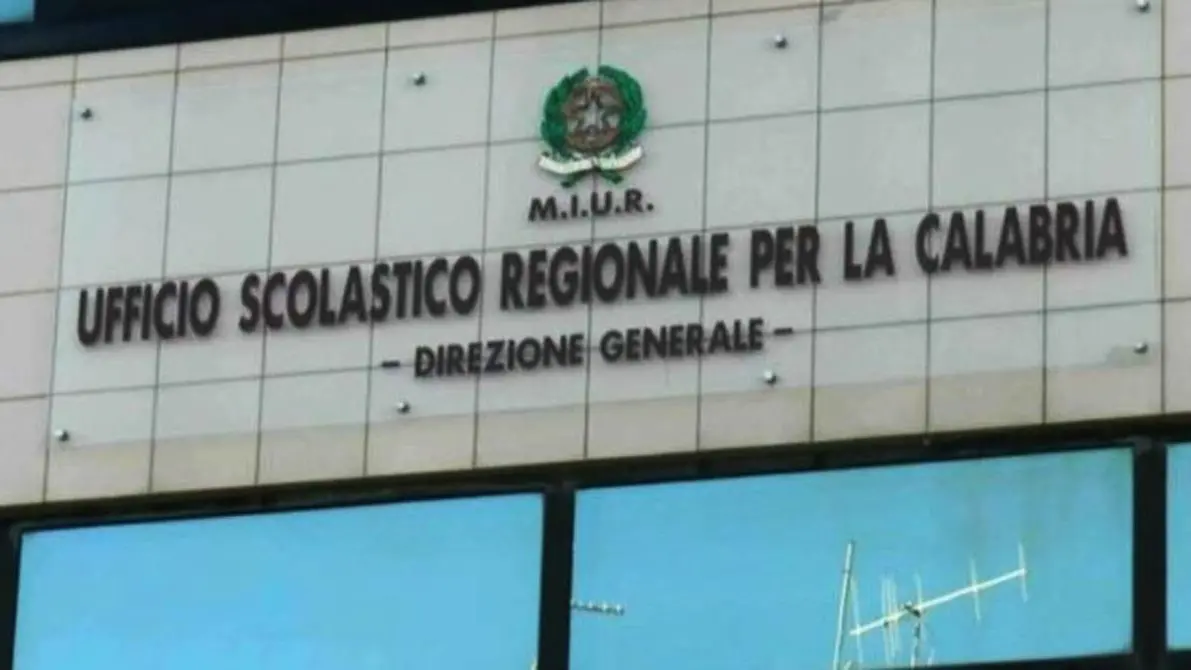 M.I.U.R.
UFFICIO SCOLASTICO REGIONALE PER LA CALABRIA
- DIREZIONE GENERALE -